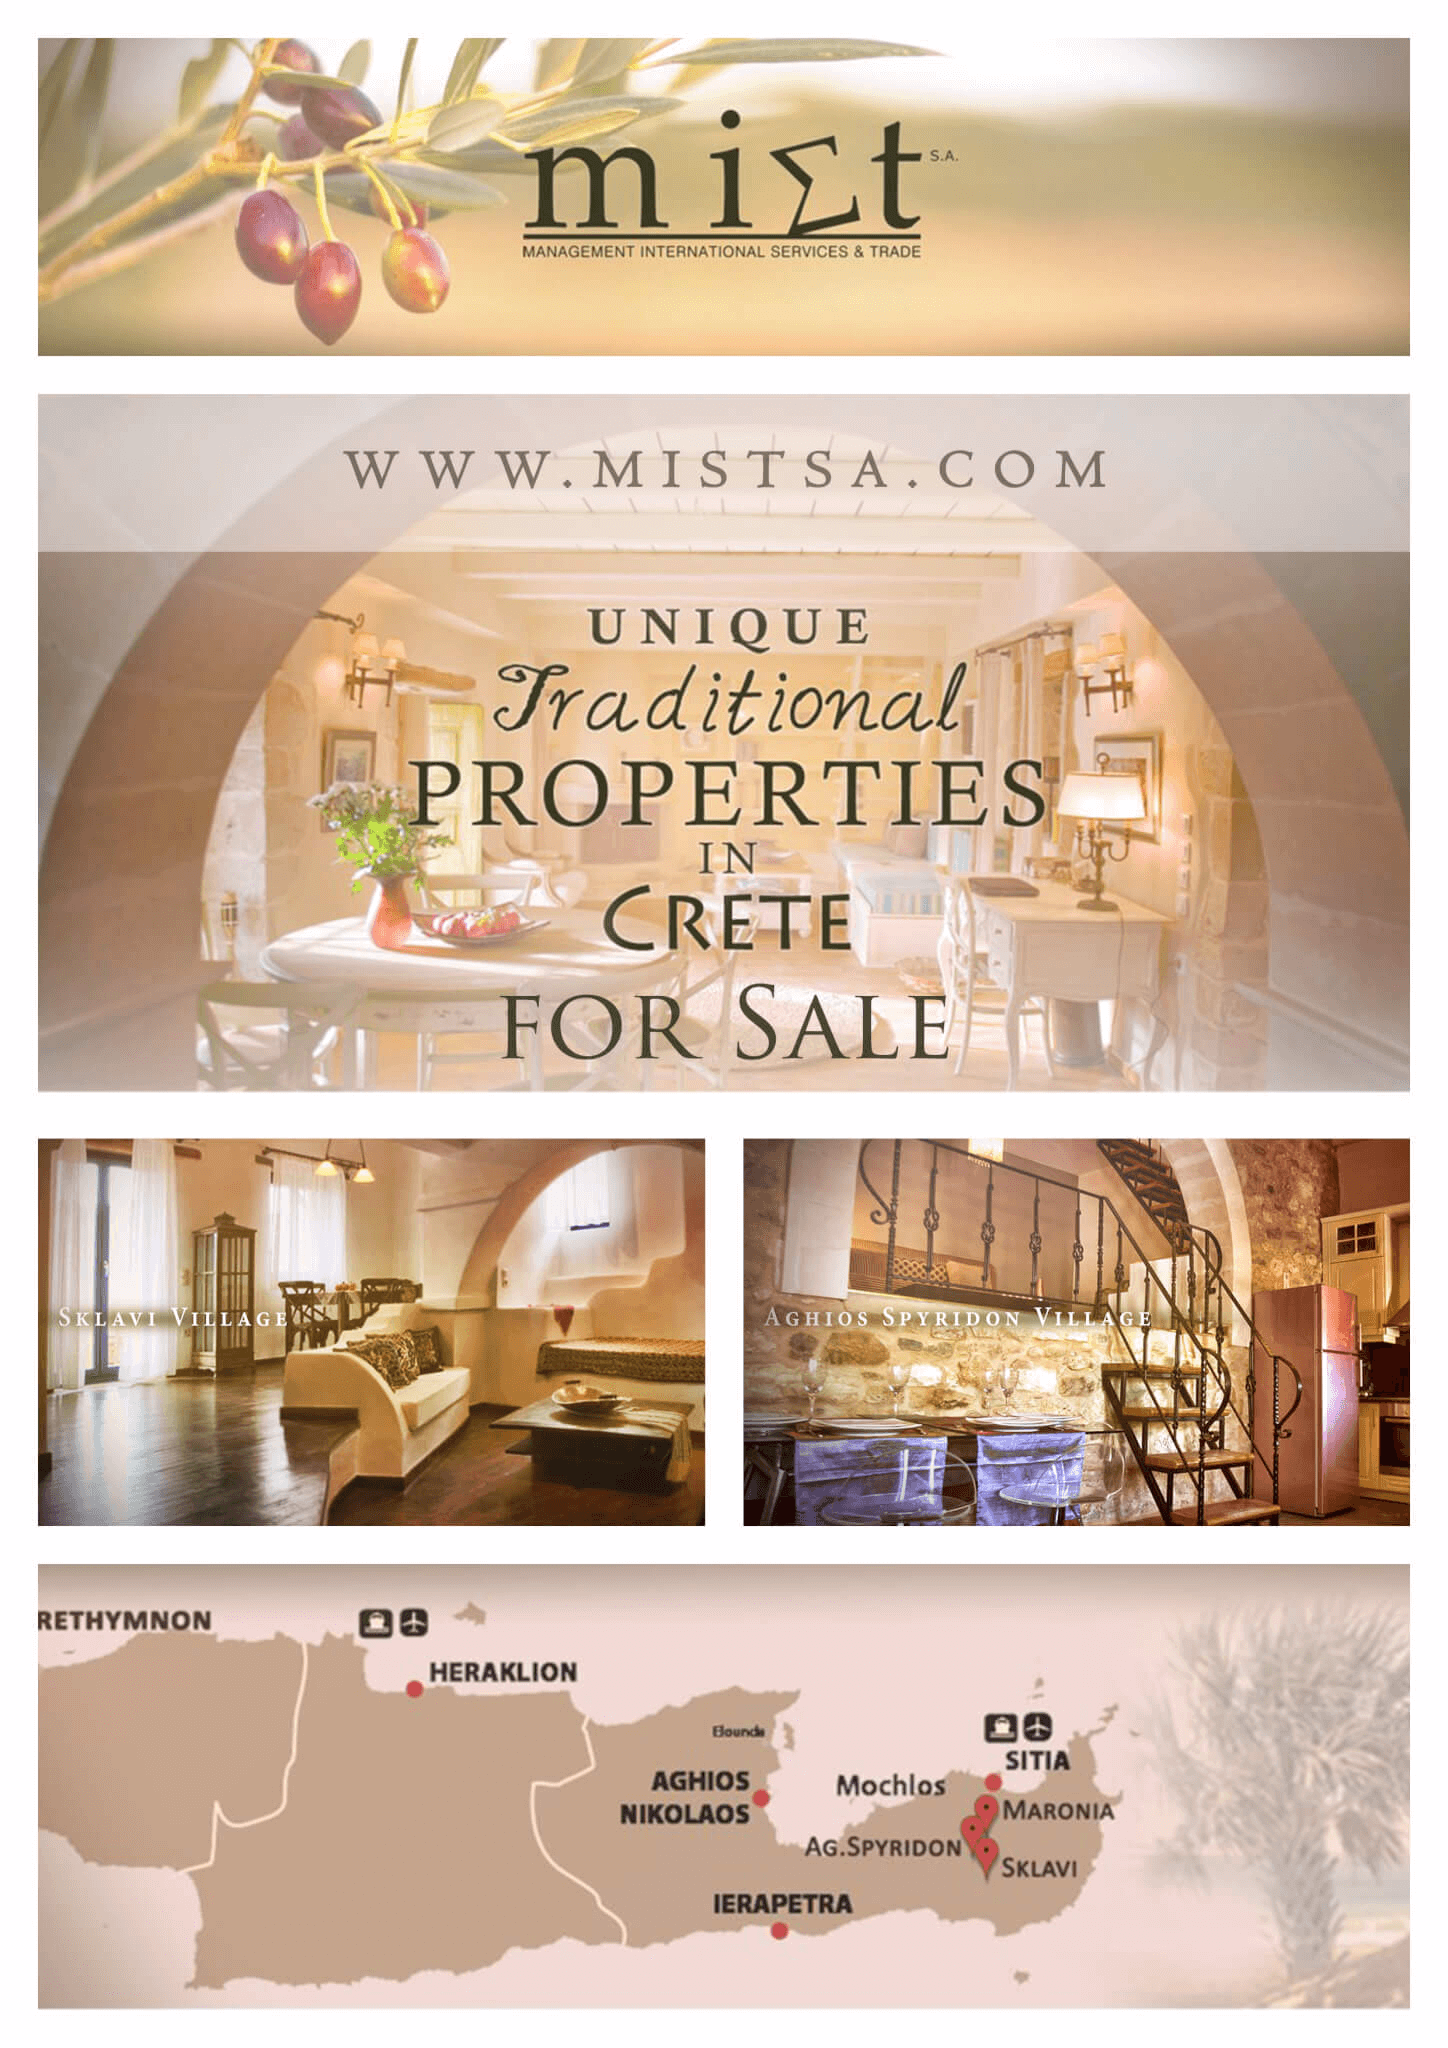 miΣt S.A.
MANAGEMENT INTERNATIONAL SERVICES & TRADE
WWW.MISTSA.COM
UNIQUE
Traditional
PROPERTIES
IN
CRETE
FOR SALE
SKLAVI VILLAGE
AGHIOS SPYRIDON VILLAGE
RETHYMNON
HERAKLION
Elounda
SITIA
AGHIOS
NIKOLAOS
Mochlos
MARONIA
AG.SPYRIDON
SKLAVI
IERAPETRA